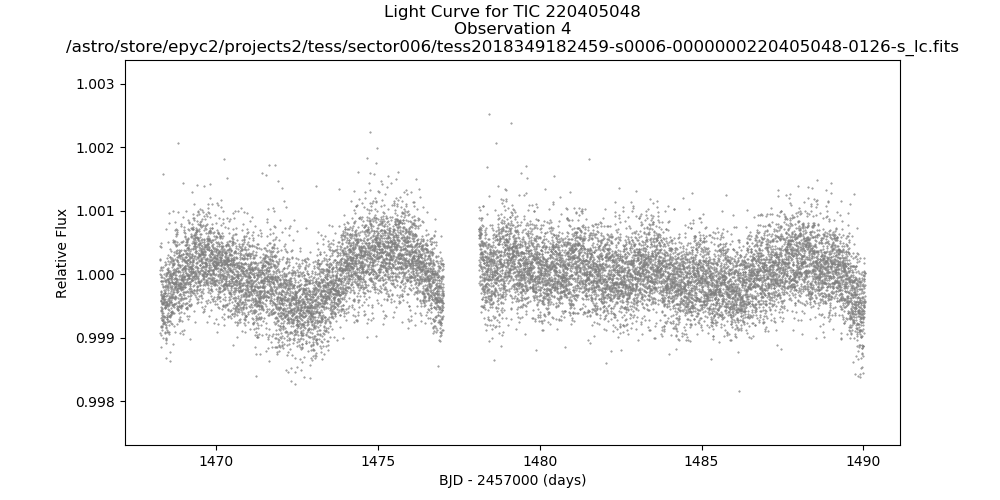 Light Curve for TIC 220405048
Observation 4
/astro/store/epyc2/projects2/tess/sector006/tess2018349182459-s0006-0000000220405048-0126-s_lc.fits
1.003
1.002
1.001
1.000
0.999
0.998
Relative Flux
1470
1475
1480
1485
1490
BJD - 2457000 (days)